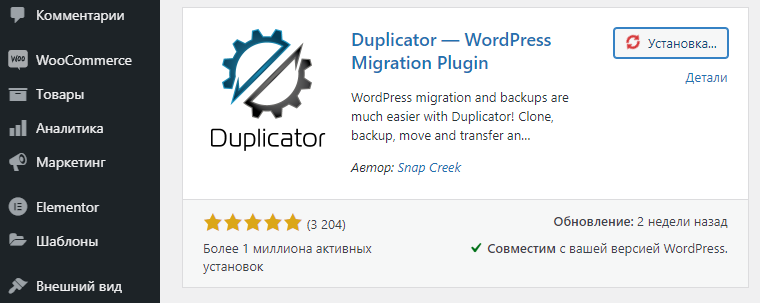 Комментарии
WooCommerce
Товары
Аналитика
Маркетинг
Elementor
Шаблоны
Внешний вид
Duplicator
Duplicator — WordPress
Migration Plugin
WordPress migration and backups are
much easier with Duplicator! Clone,
backup, move and transfer an…
Автор: Snap Creek
Установка...
Детали
(3 204)
Более 1 миллиона активных
установок
Обновление: 2 недели назад
Совместим с вашей версией WordPress.